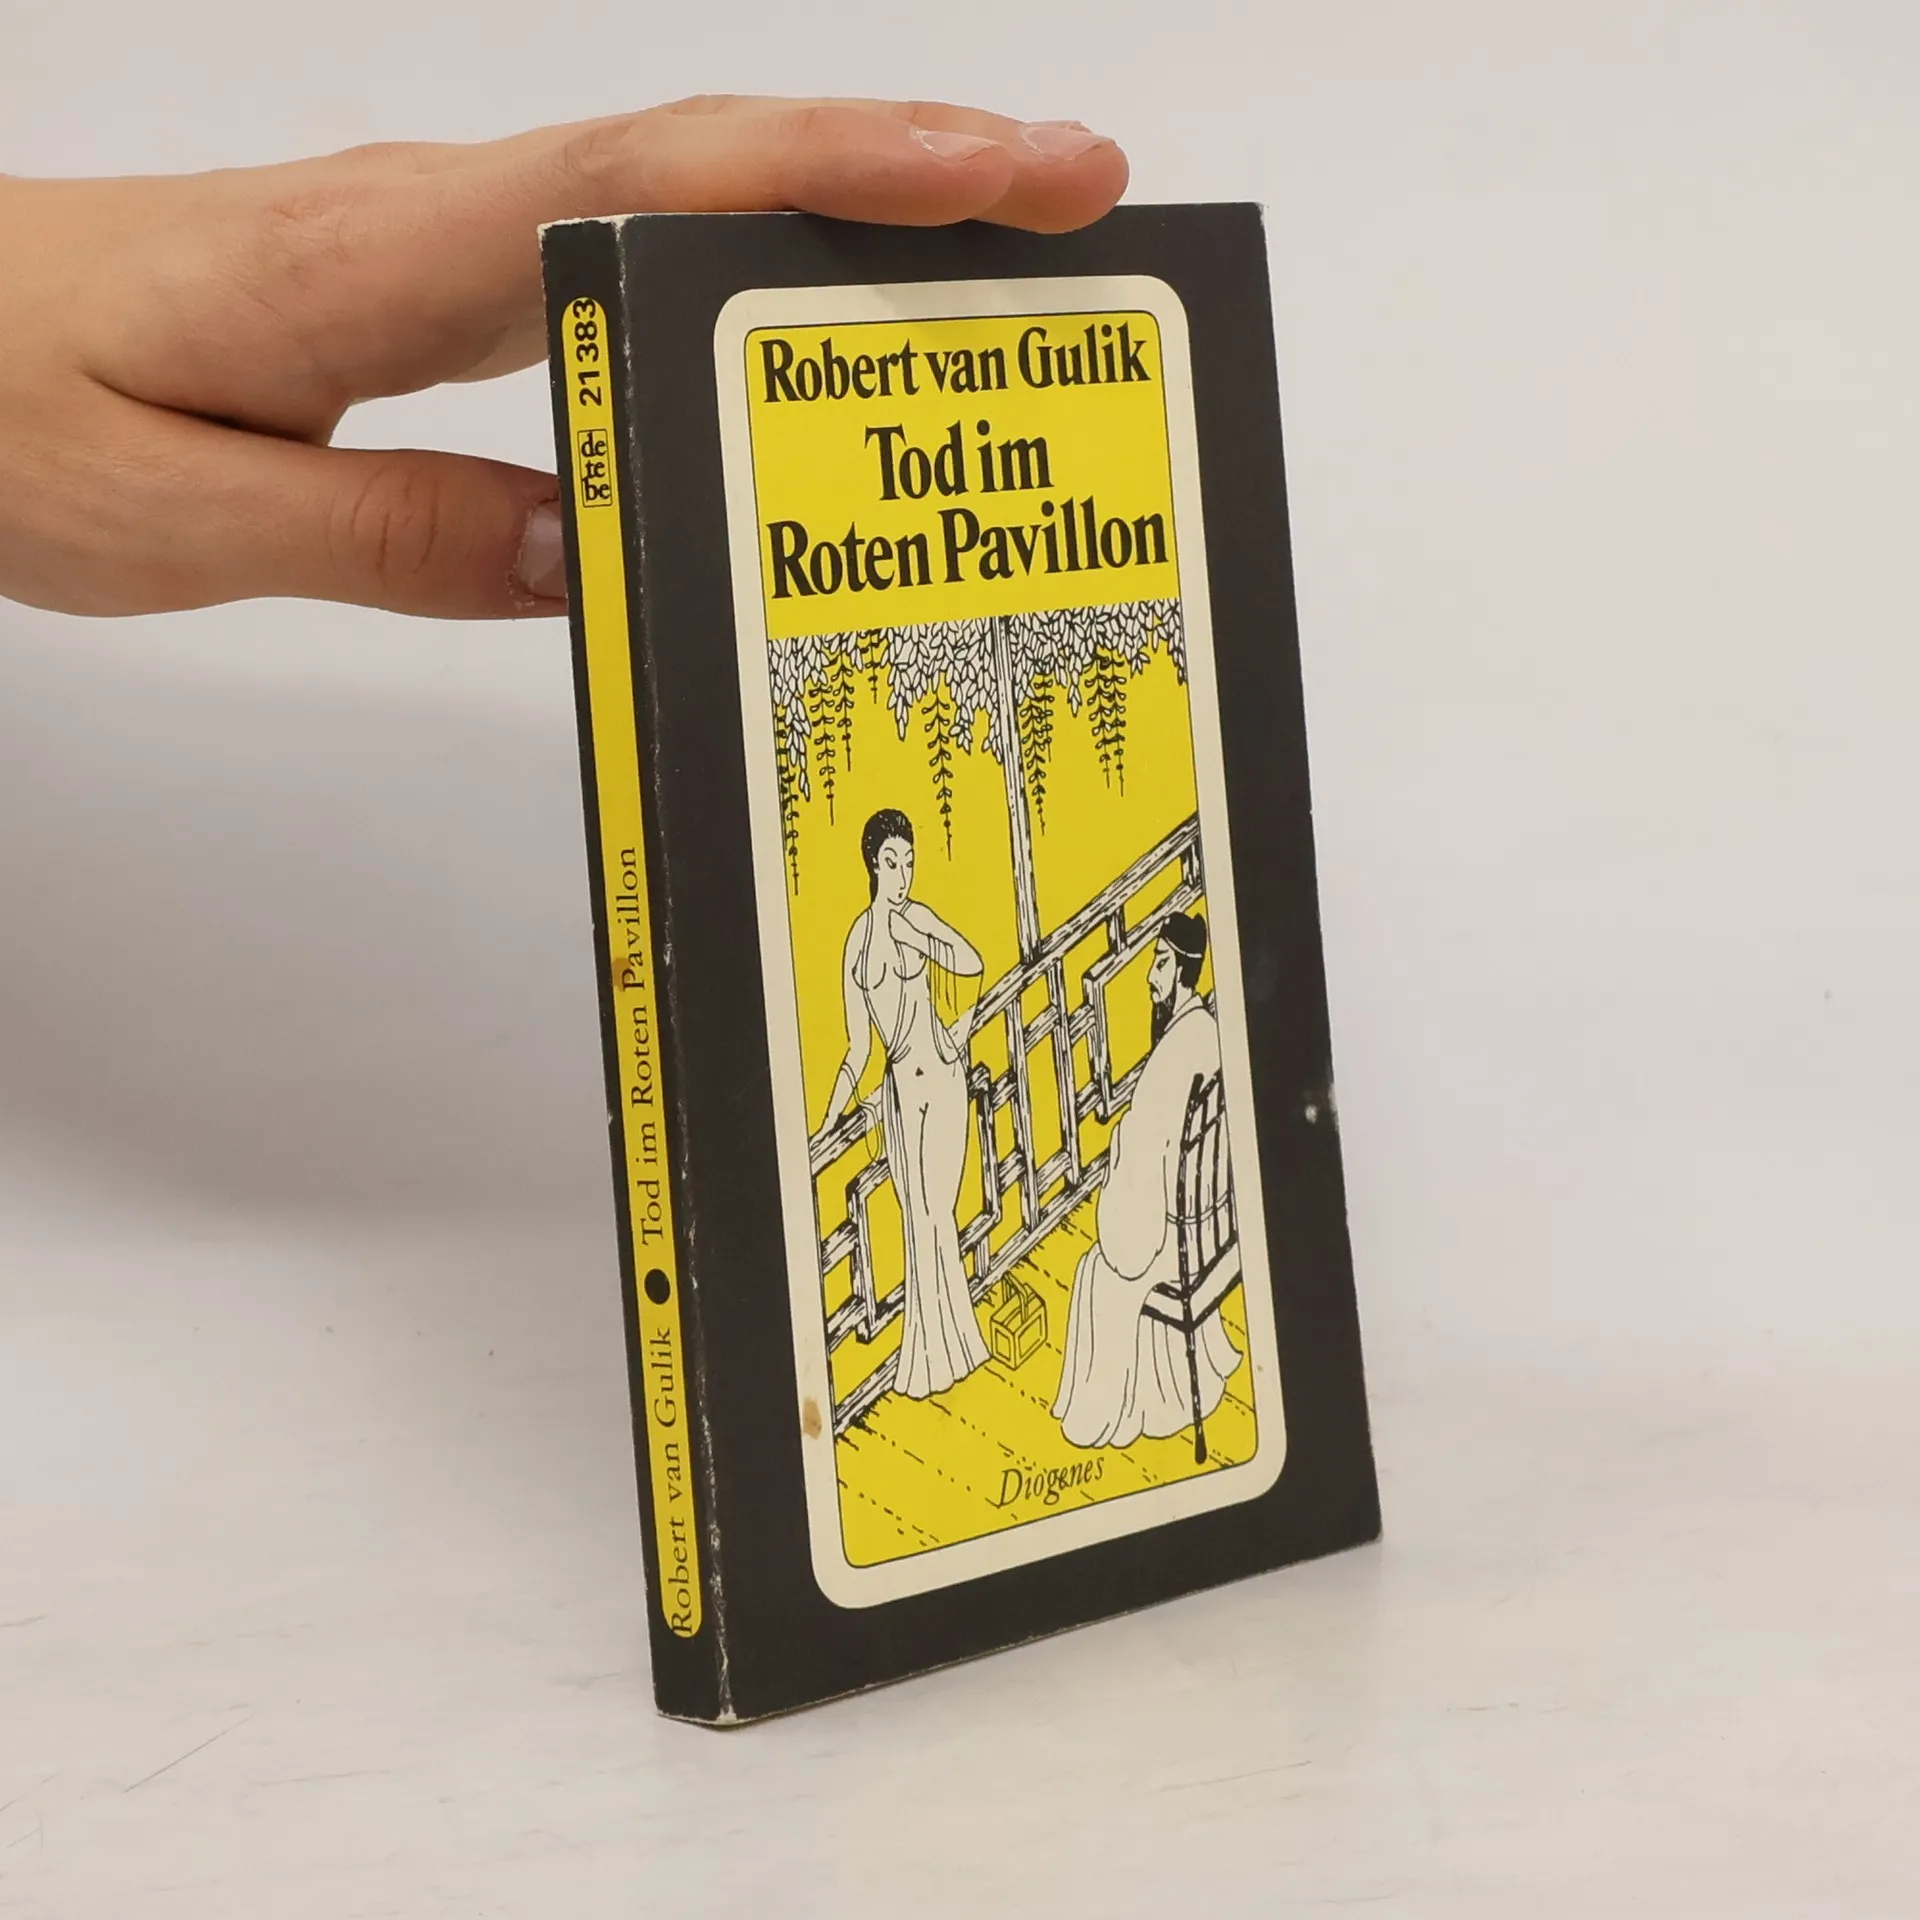 Robert van Gulik
Tod im
Roten Pavillon
Diogenes
21383
de
te
be
Robert van Gulik ● Tod im Roten Pavillon